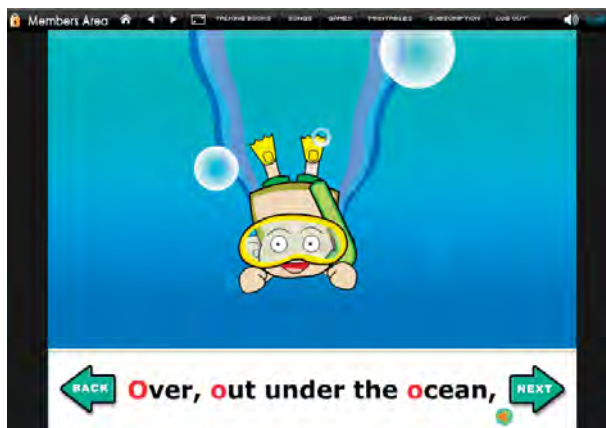 Members Area TALKING BOOKS SONGS GAMES PRINTABLES SUBSCRIPTION LOG OUT
BACK Over, out under the ocean, NEXT